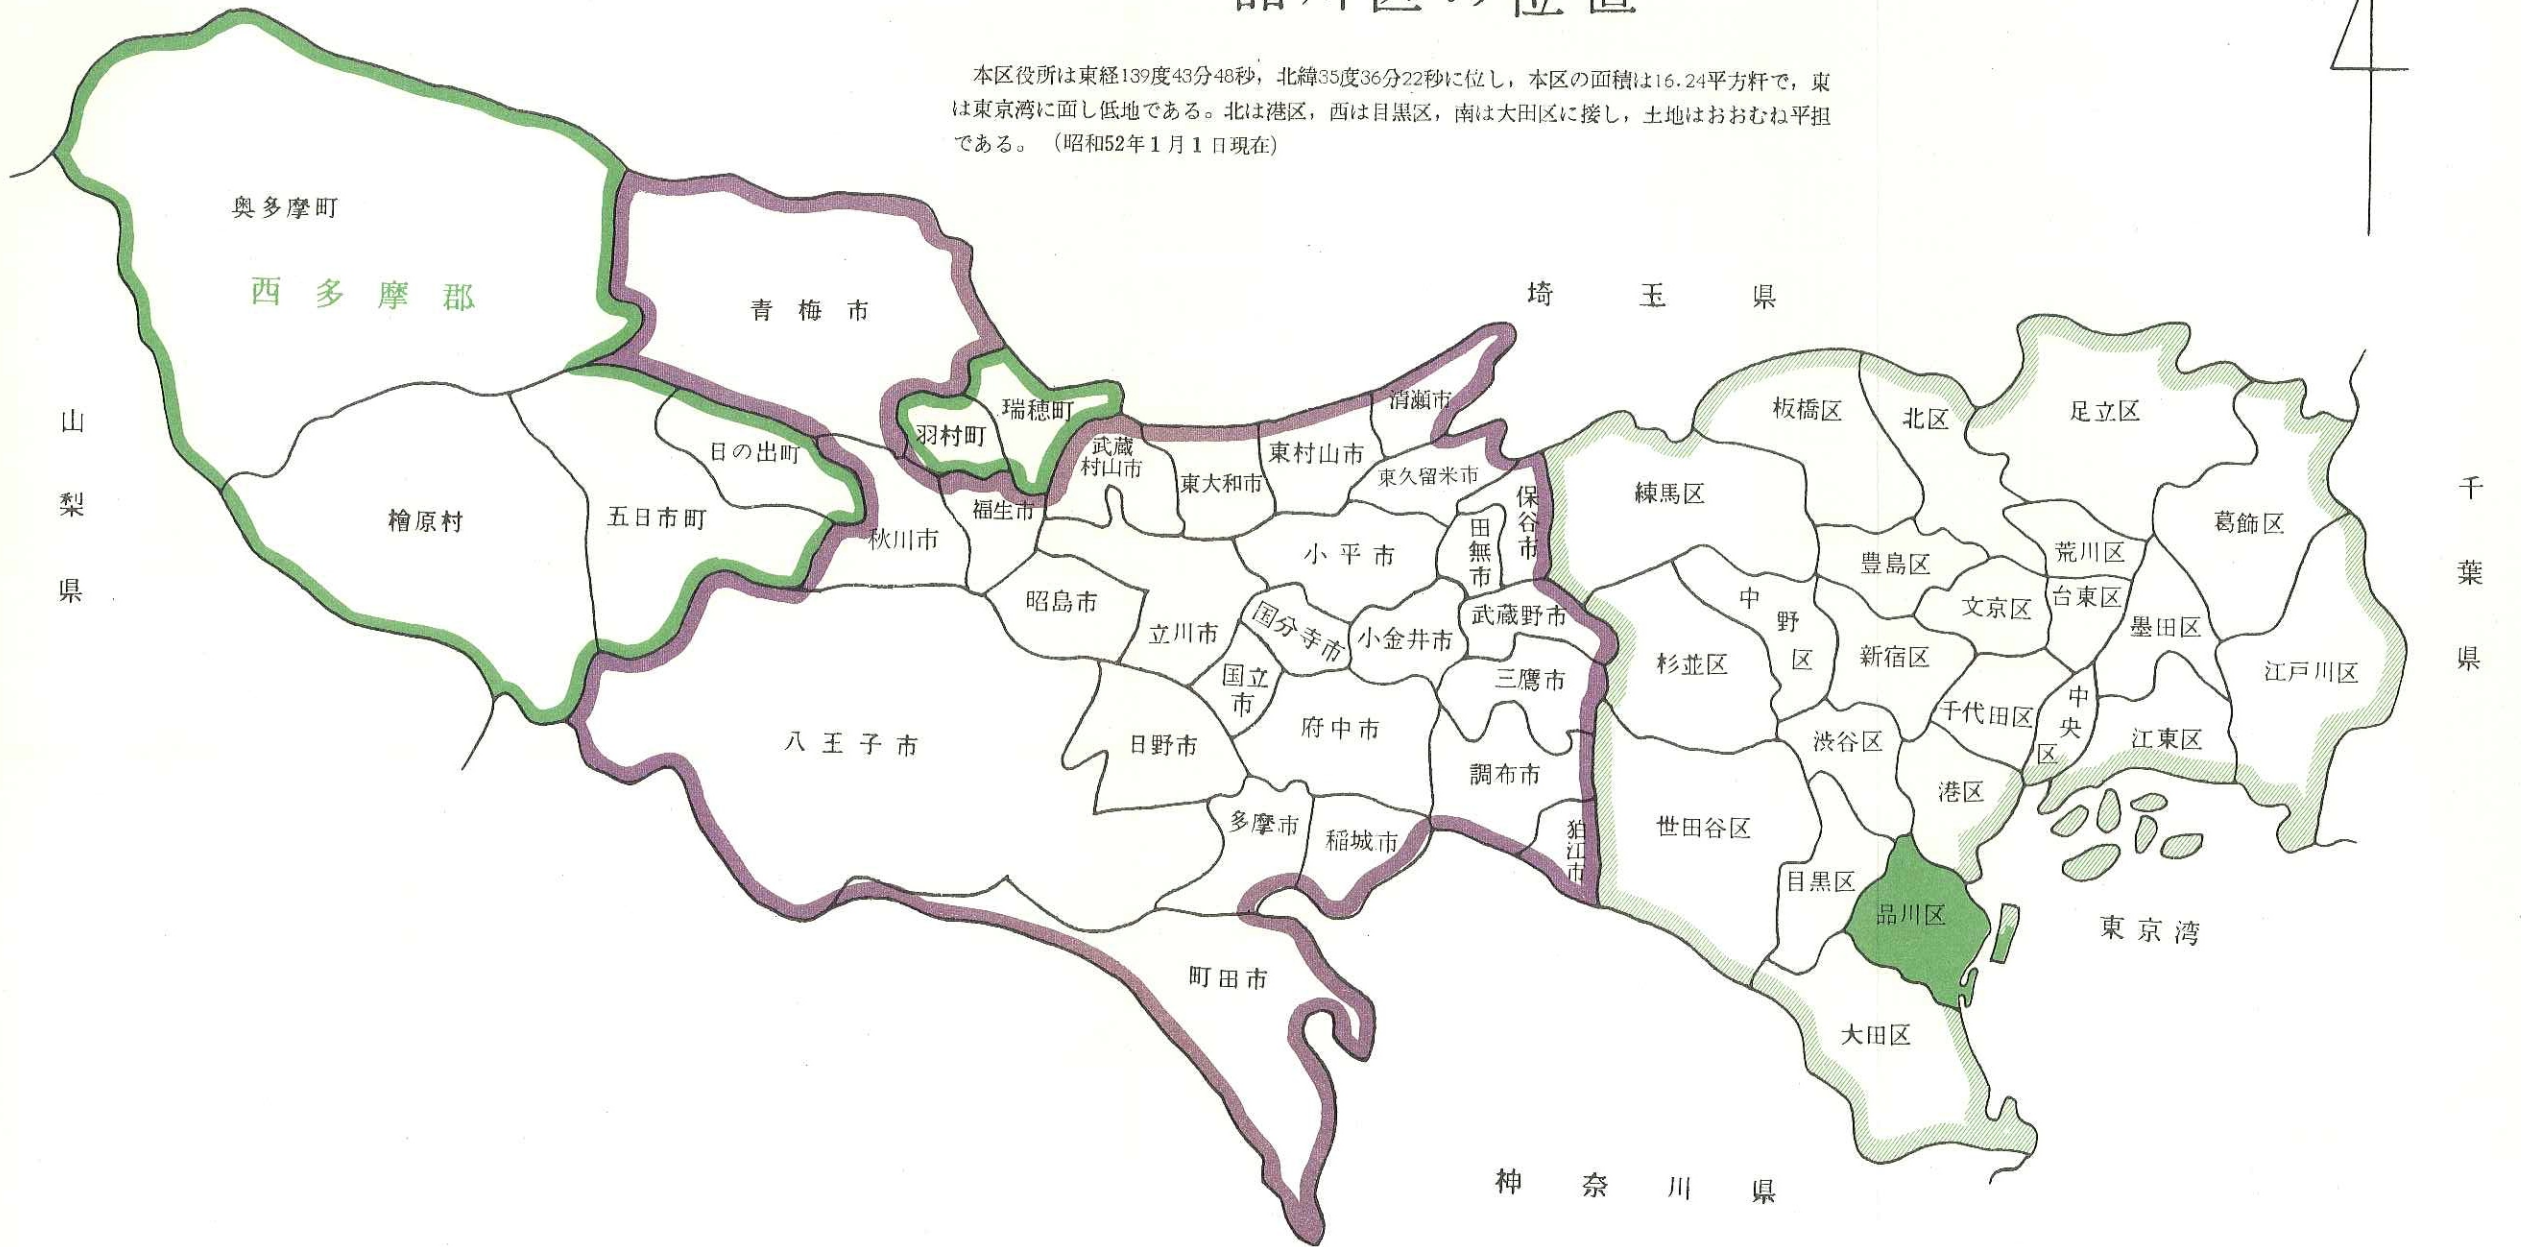 品川区の位置
本区役所は東経139度43分48秒，北緯35度36分22秒に位し，本区の面積は16.24平方粁で，東
は東京湾に面し低地である。北は港区，西は目黒区，南は大田区に接し，土地はおおむね平担
である。（昭和52年1月1日現在）
奥多摩町
西多摩郡
青梅市
埼玉県
山梨県
千葉県
瑞穂町
羽村町
日の出町
檜原村
五日市町
秋川市
福生市
武蔵
村山市
東大和市
東村山市
清瀬市
東久留米市
保谷市
田無市
小平市
昭島市
立川市
国分寺市
小金井市
武蔵野市
国立
市
三鷹市
府中市
調布市
八王子市
日野市
多摩市
稲城市
狛江市
町田市
板橋区
北区
足立区
練馬区
葛飾区
豊島区
荒川区
文京区
台東区
墨田区
中野区
杉並区
新宿区
江戸川区
千代田区
中央区
江東区
渋谷区
港区
世田谷区
目黒区
品川区
東京湾
大田区
神奈川県